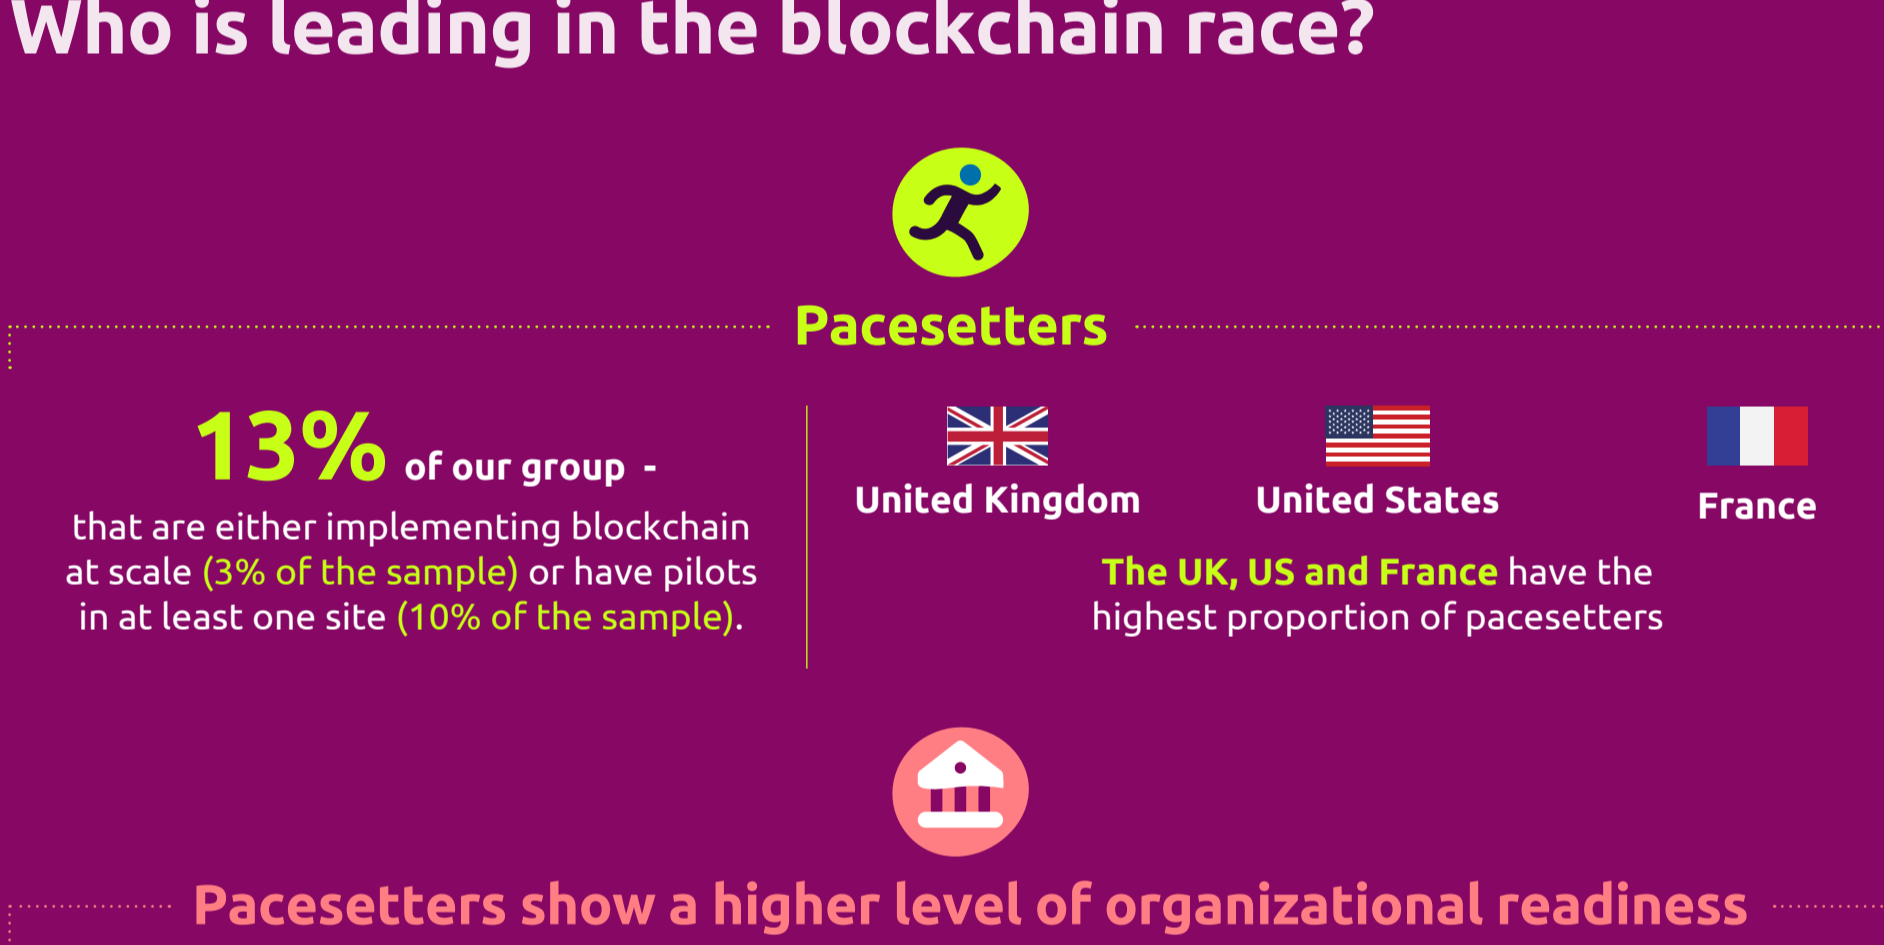 Who is leading in the blockchain race?
Pacesetters
13% of our group -
that are either implementing blockchain
at scale (3% of the sample) or have pilots
in at least one site (10% of the sample).
United Kingdom
United States
France
The UK, US and France have the
highest proportion of pacesetters
Pacesetters show a higher level of organizational readiness